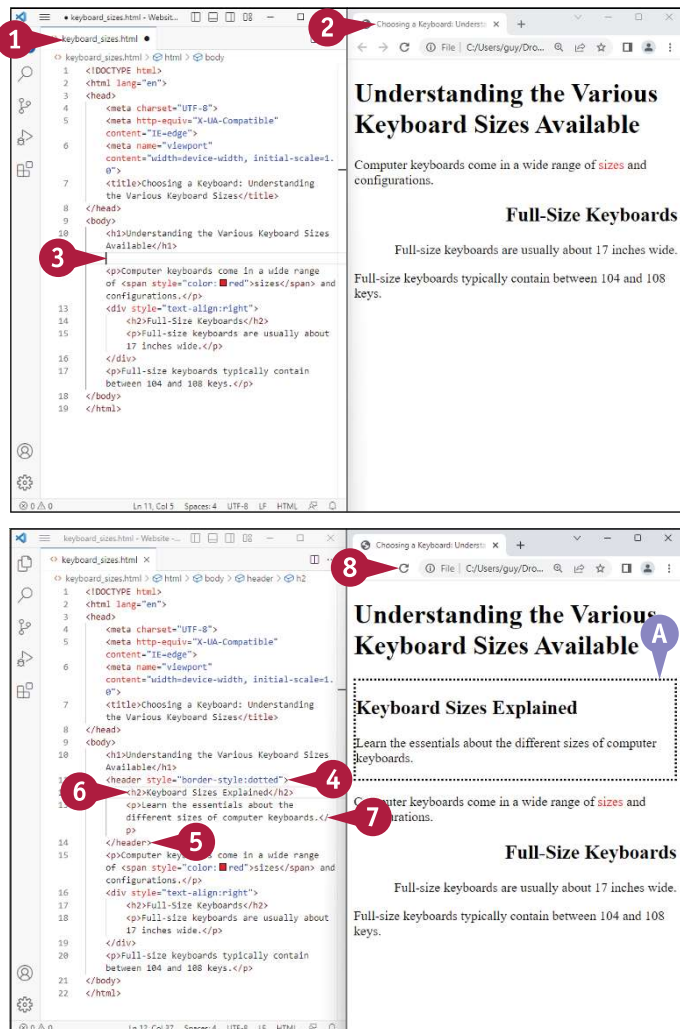 keyboard_sizes.html - Websit...
1
keyboard_sizes.html
keyboard_sizes.html > html > body
1 <!DOCTYPE html>
2 <html lang="en">
3 <head>
4 <meta charset="UTF-8">
5 <meta http-equiv="X-UA-Compatible"
content="IE=edge">
6 <meta name="viewport"
content="width=device-width, initial-scale=1.
0">
7 <title>Choosing a Keyboard: Understanding
the Various Keyboard Sizes</title>
8 </head>
9 <body>
10 <h1>Understanding the Various Keyboard Sizes
Available</h1>
3
<p>Computer keyboards come in a wide range
of <span style="color: red">sizes</span> and
configurations.</p>
13 <div style="text-align:right">
14 <h2>Full-Size Keyboards</h2>
15 <p>Full-size keyboards are usually about
17 inches wide.</p>
16 </div>
17 <p>Full-size keyboards typically contain
between 104 and 108 keys.</p>
18 </body>
19 </html>
0 0 Ln 11, Col 5 Spaces: 4 UTF-8 LF HTML
2
Choosing a Keyboard: Underst
File C:/Users/guy/Dro...
Understanding the Various
Keyboard Sizes Available
Computer keyboards come in a wide range of sizes and
configurations.
Full-Size Keyboards
Full-size keyboards are usually about 17 inches wide.
Full-size keyboards typically contain between 104 and 108
keys.
keyboard_sizes.html - Website -...
keyboard_sizes.html
keyboard_sizes.html > html > body > header > h2
1 <!DOCTYPE html>
2 <html lang="en">
3 <head>
4 <meta charset="UTF-8">
5 <meta http-equiv="X-UA-Compatible"
content="IE=edge">
6 <meta name="viewport"
content="width=device-width, initial-scale=1.
0">
7 <title>Choosing a Keyboard: Understanding
the Various Keyboard Sizes</title>
8 </head>
9 <body>
10 <h1>Understanding the Various Keyboard Sizes
Available</h1>
<header style="border-style:dotted"> 4
6 <h2>Keyboard Sizes Explained</h2>
<p>Learn the essentials about the
different sizes of computer keyboards.</ 7
p>
14 </header> 5
15 <p>Computer come in a wide range
of <span style="color: red">sizes</span> and
configurations.</p>
16 <div style="text-align:right">
17 <h2>Full-Size Keyboards</h2>
18 <p>Full-size keyboards are usually about
17 inches wide.</p>
19 </div>
20 <p>Full-size keyboards typically contain
between 104 and 108 keys.</p>
21 </body>
22 </html>
0 0 Ln 12, Col 37 Spaces: 4 UTF-8 LF HTML
Choosing a Keyboard: Underst
8
File C:/Users/guy/Dro...
Understanding the Various
Keyboard Sizes Available
A
Keyboard Sizes Explained
Learn the essentials about the different sizes of computer
keyboards.
come in a wide range of sizes and
Full-Size Keyboards
Full-size keyboards are usually about 17 inches wide.
Full-size keyboards typically contain between 104 and 108
keys.